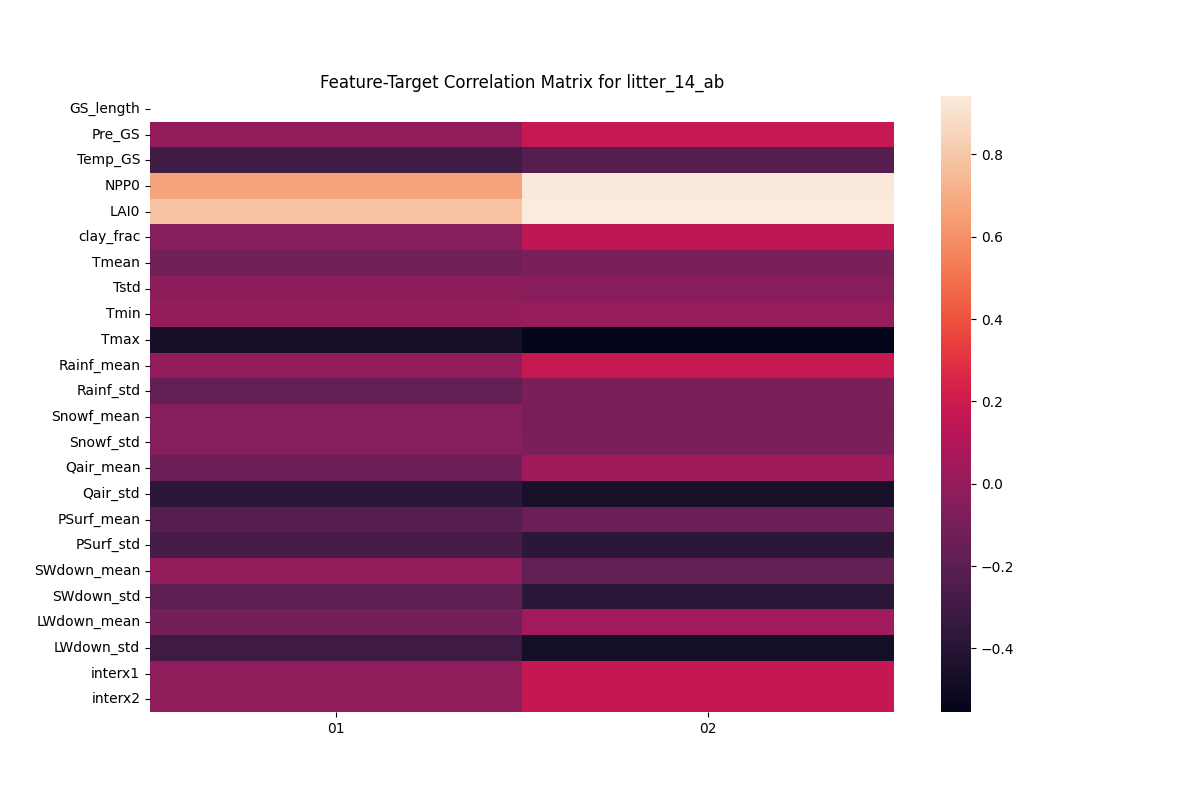 Feature-Target Correlation Matrix for litter_14_ab
GS_length
Pre_GS
Temp_GS
NPP0
LAI0
clay_frac
Tmean
Tstd
Tmin
Tmax
Rainf_mean
Rainf_std
Snowf_mean
Snowf_std
Qair_mean
Qair_std
PSurf_mean
PSurf_std
SWdown_mean
SWdown_std
LWdown_mean
LWdown_std
interx1
interx2
01
02
0.8
0.6
0.4
0.2
0.0
−0.2
−0.4